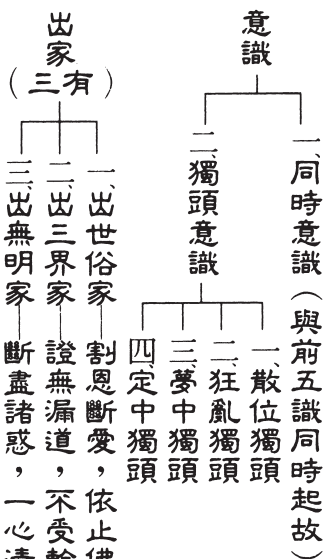 意識
一、同時意識(與前五識同時起故)
二、獨頭意識
一、散位獨頭
二、狂亂獨頭
三、夢中獨頭
四、定中獨頭
出家
(三有)
一、出世俗家—割恩斷愛，依止佛
二、出三界家—證無漏道，不受輪
三、出無明家—斷盡諸惑，一心清